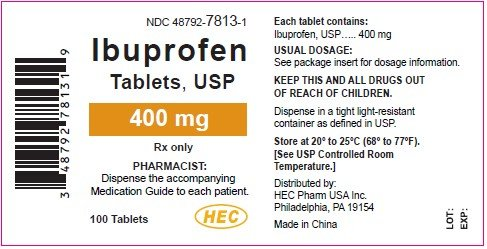 NDC 48792-7813-1
Ibuprofen
Tablets, USP
400 mg
Rx only
PHARMACIST:
Dispense the accompanying
Medication Guide to each patient.
100 Tablets
HEC
3 48792 78131 9
Each tablet contains:
Ibuprofen, USP..... 400 mg
USUAL DOSAGE:
See package insert for dosage information.
KEEP THIS AND ALL DRUGS OUT
OF REACH OF CHILDREN.
Dispense in a tight light-resistant
container as defined in USP.
Store at 20º to 25ºC (68º to 77ºF).
[See USP Controlled Room
Temperature.]
Distributed by:
HEC Pharm USA Inc.
Philadelphia, PA 19154
Made in China
LOT:
EXP: